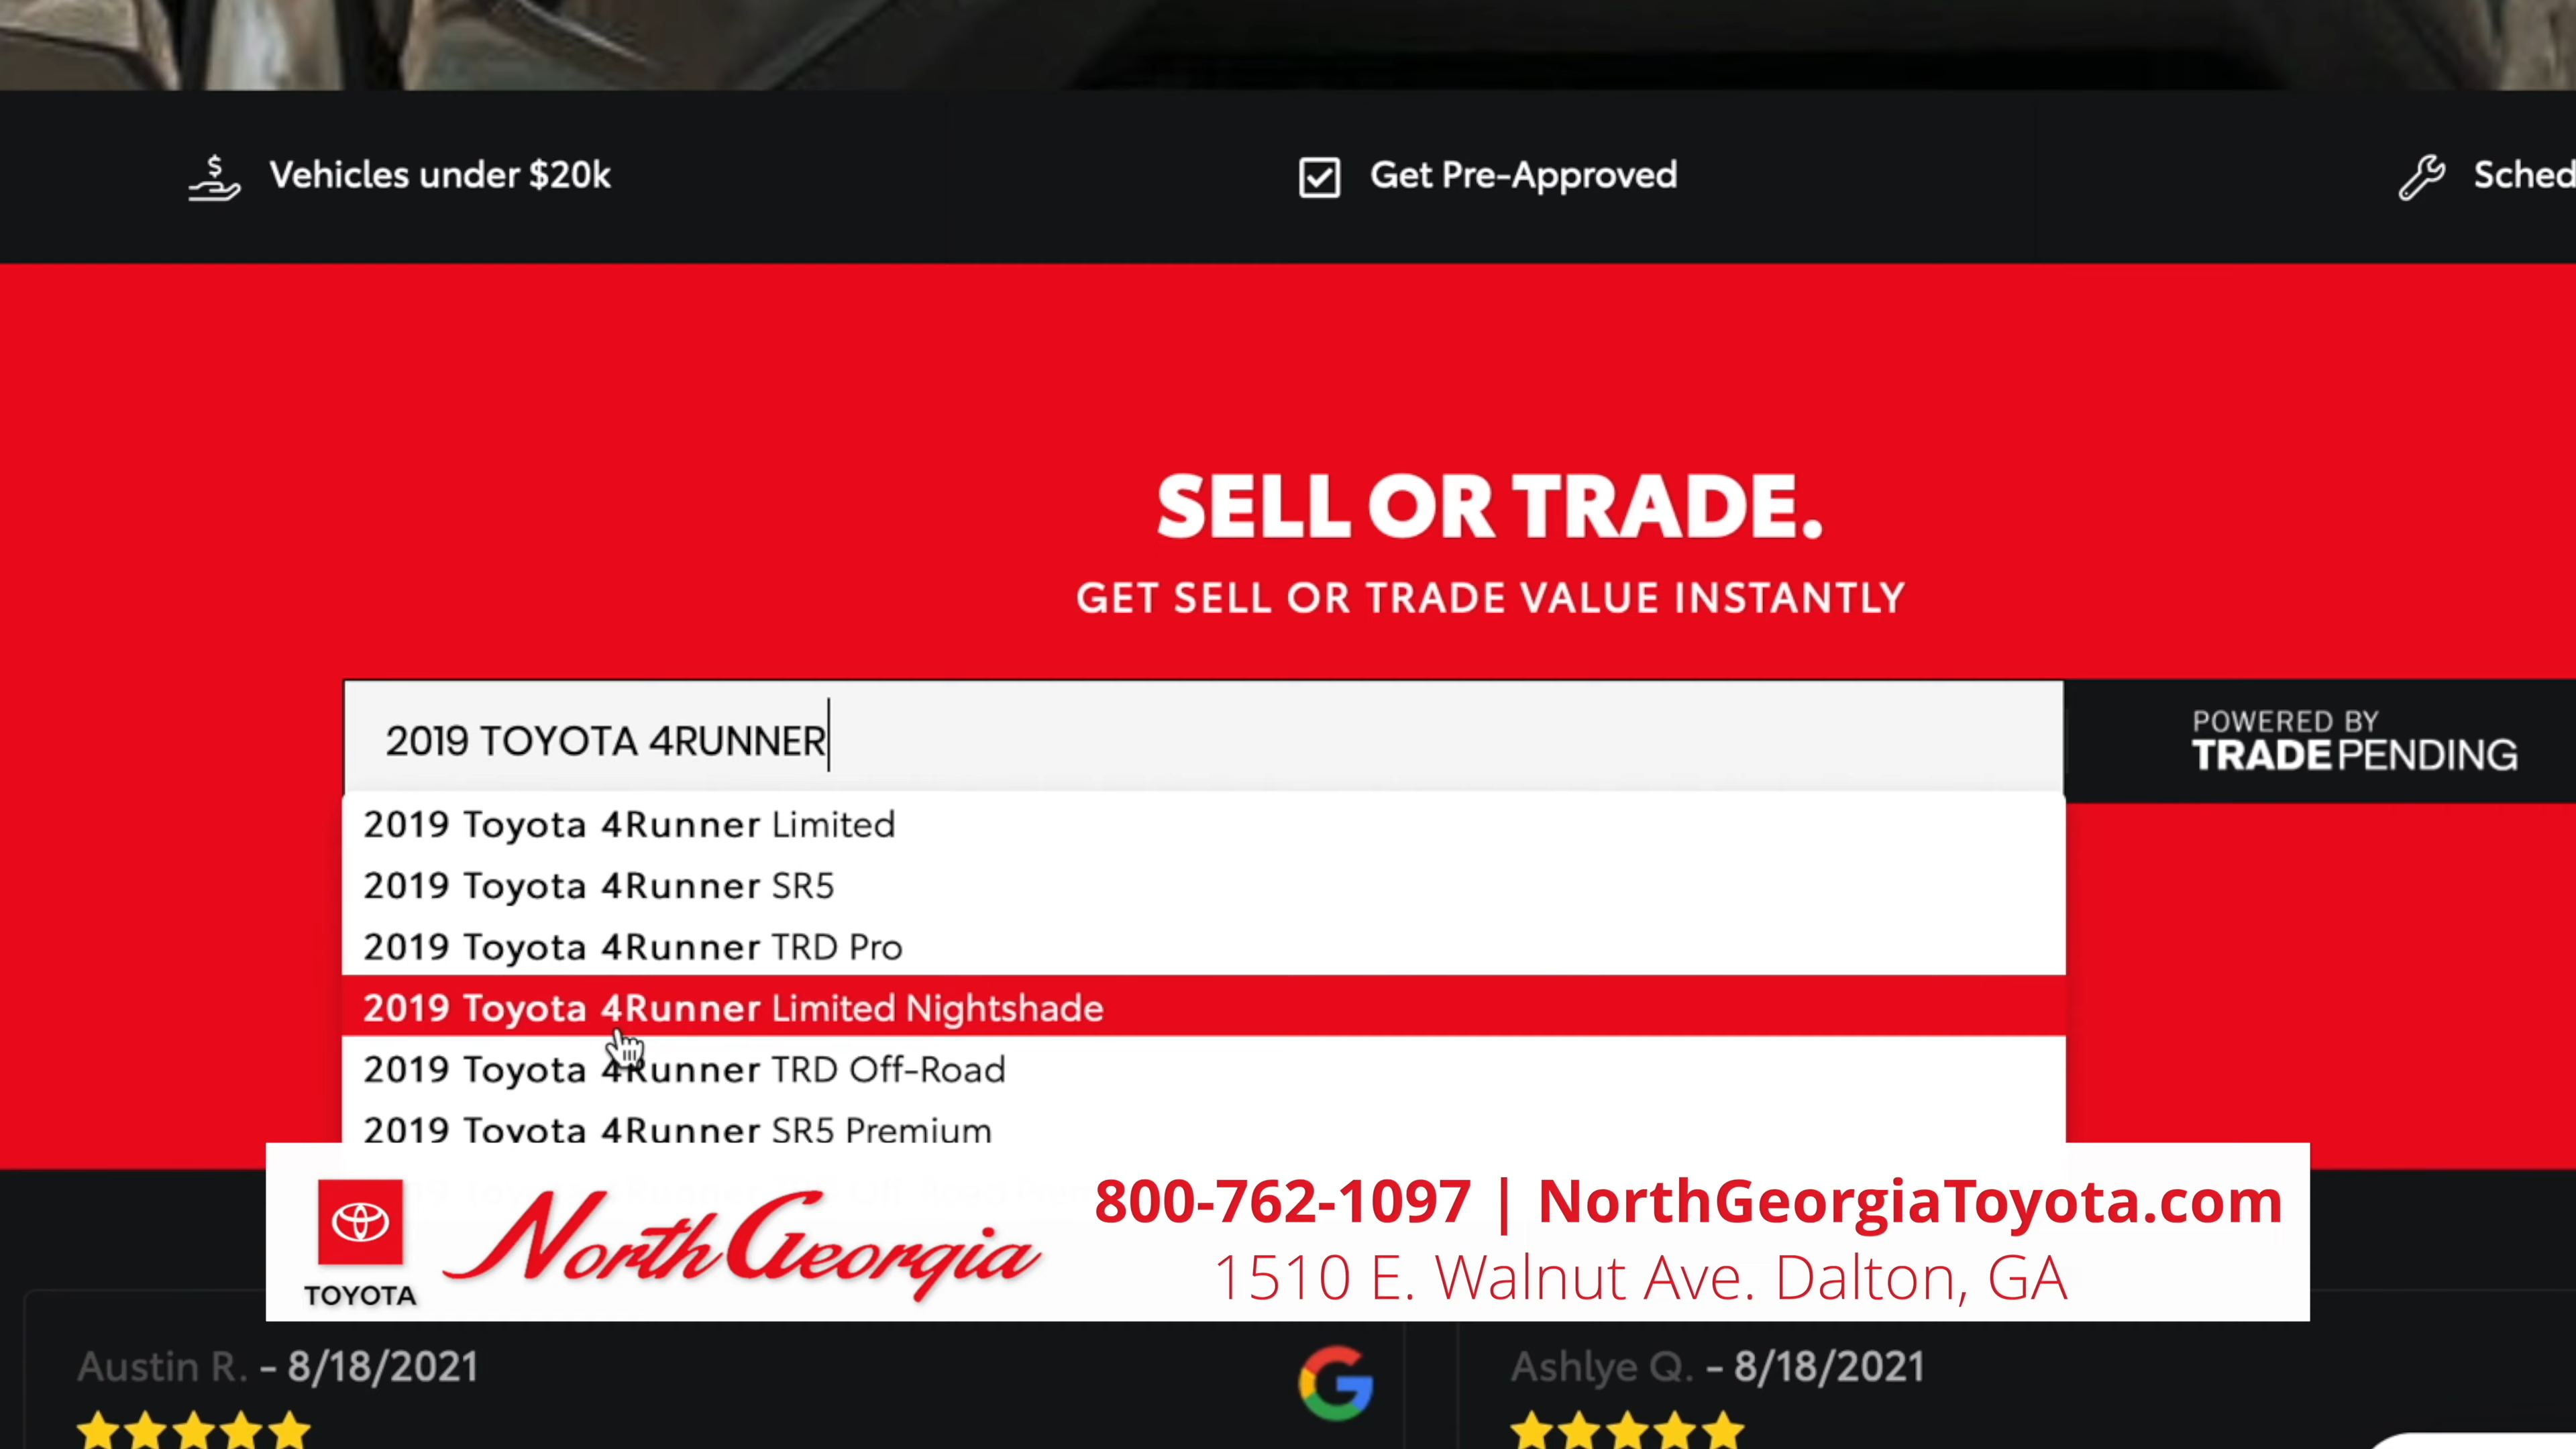 Vehicles under $20k
Get Pre-Approved
Sched
SELL OR TRADE.
GET SELL OR TRADE VALUE INSTANTLY
2019 TOYOTA 4RUNNER
POWERED BY
TRADEPENDING
2019 Toyota 4Runner Limited
2019 Toyota 4Runner SR5
2019 Toyota 4Runner TRD Pro
2019 Toyota 4Runner Limited Nightshade
2019 Toyota 4Runner TRD Off-Road
2019 Toyota 4Runner SR5 Premium
TOYOTA
North Georgia
800-762-1097 | NorthGeorgiaToyota.com
1510 E. Walnut Ave. Dalton, GA
Austin R. - 8/18/2021
Ashlye Q. - 8/18/2021